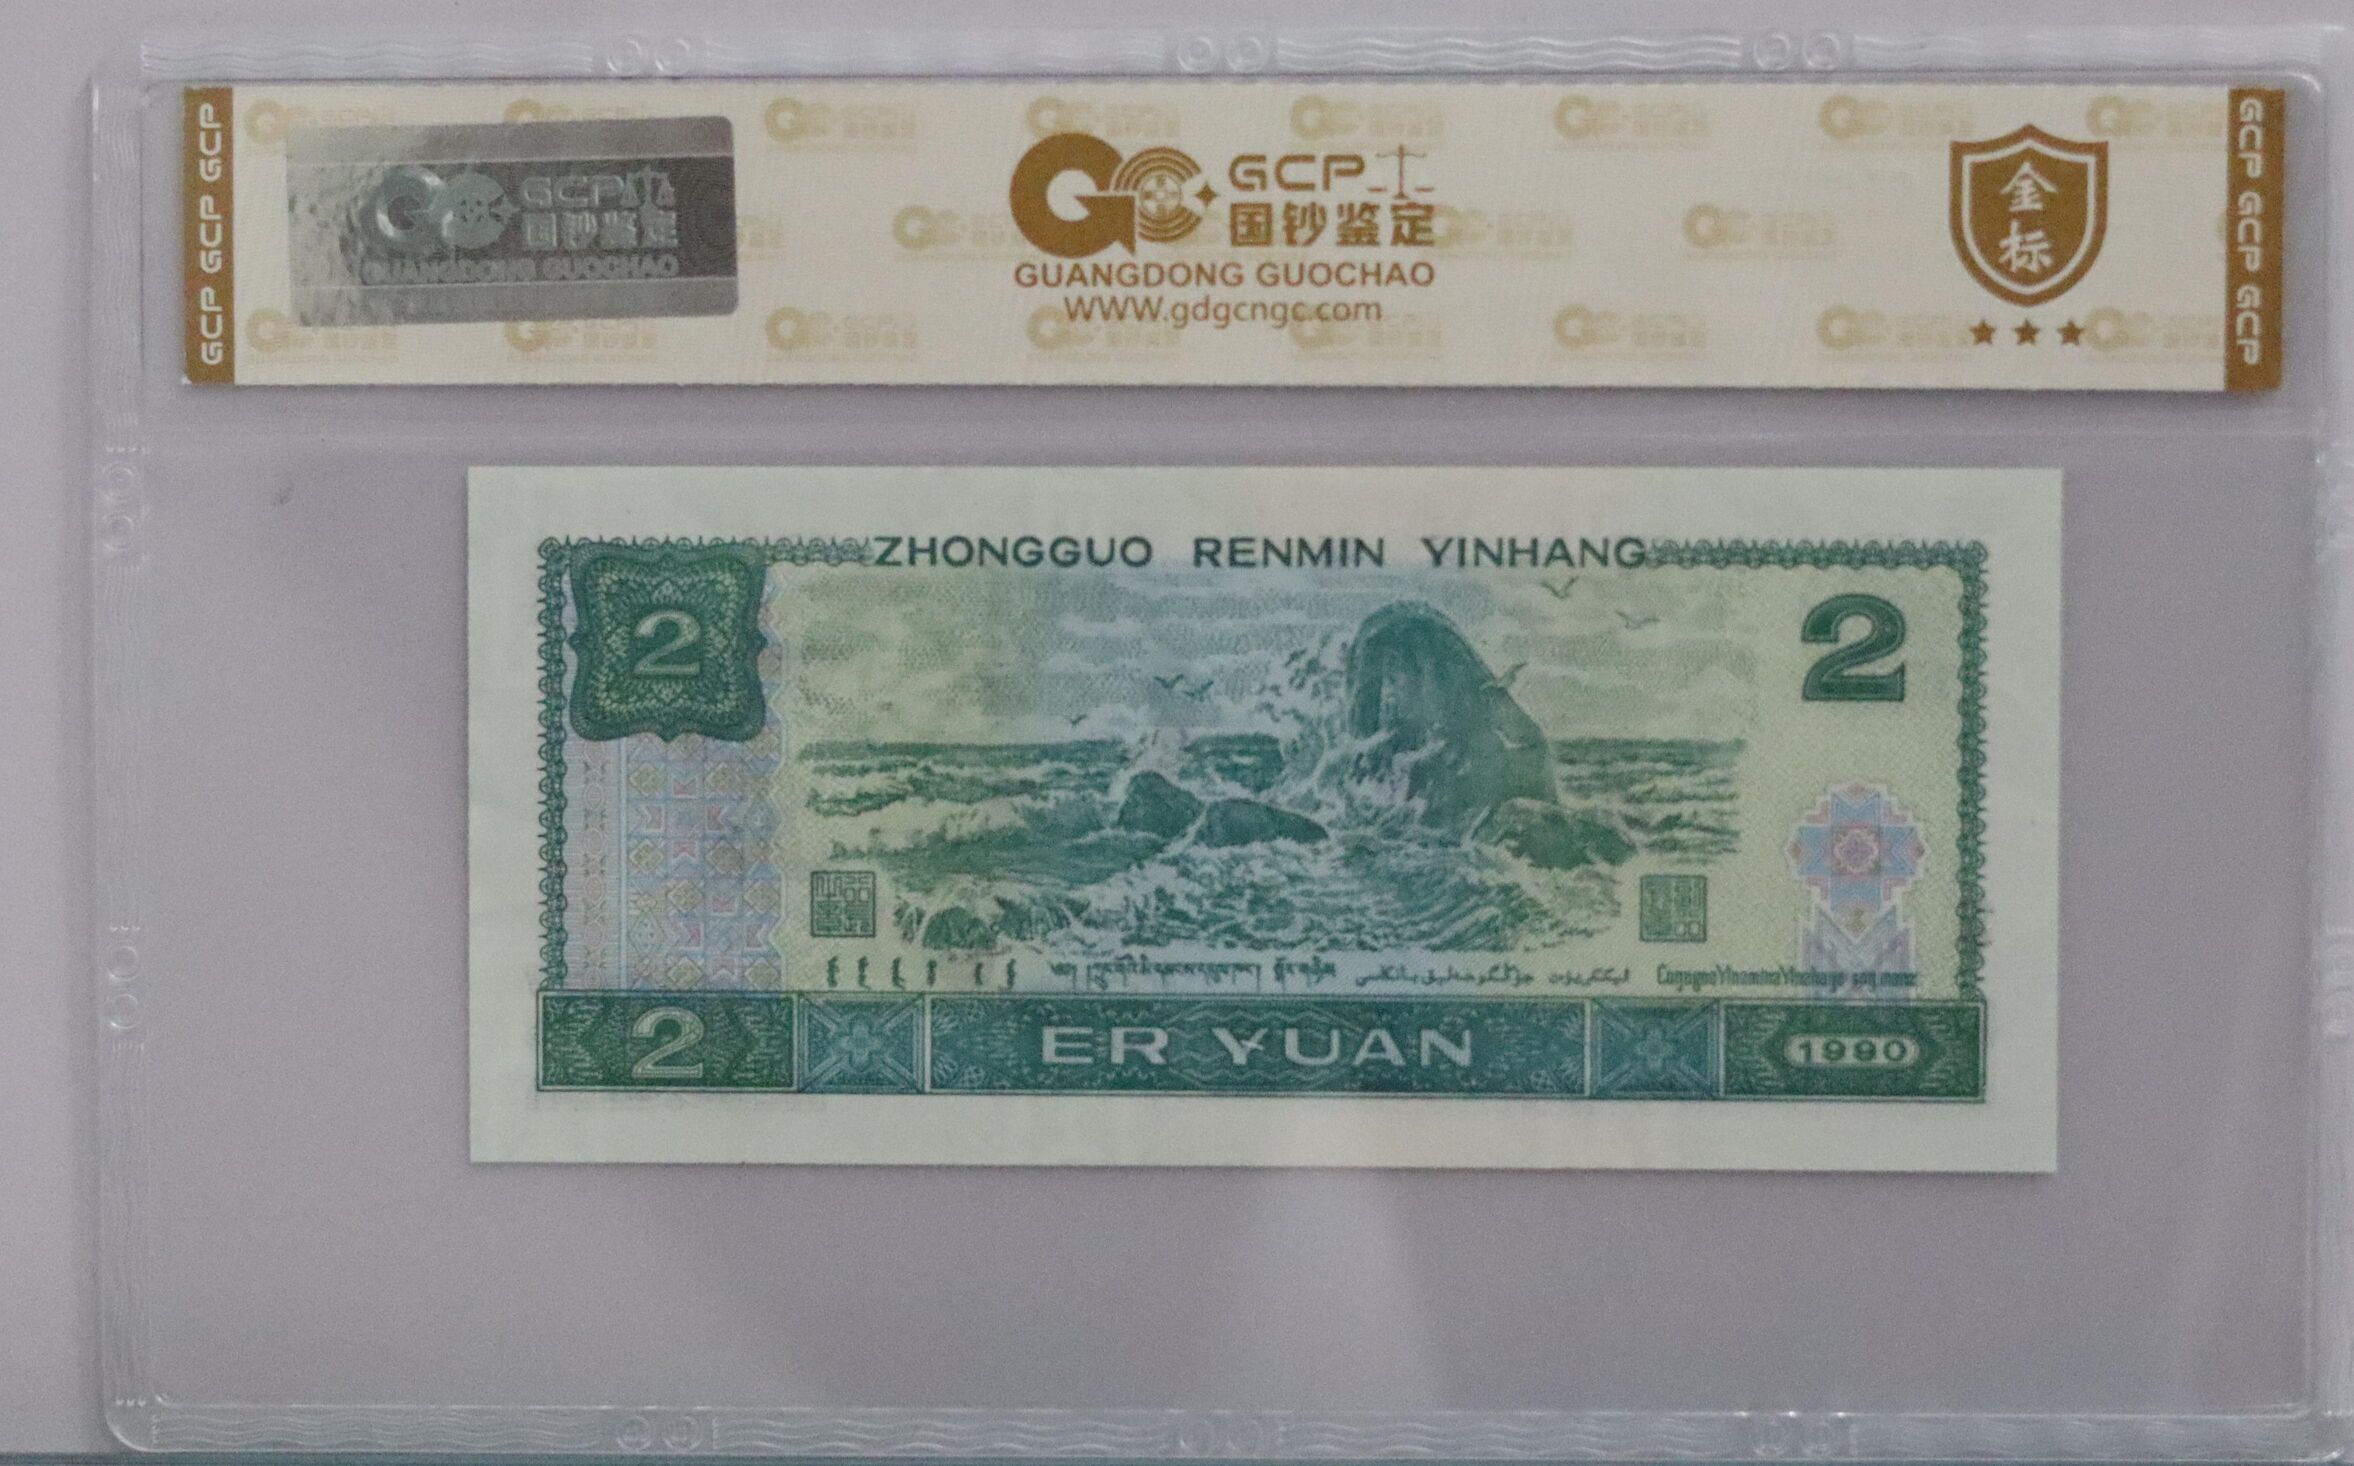 GCP GCP GCP
GCP
国钞鉴定
GUANGDONG GUOCHAO
GCP
国钞鉴定
GUANGDONG GUOCHAO
WWW.gdgcngc.com
金
标
GCP GCP GCP
ZHONGGUO RENMIN YINHANG
2
2
2
ER YUAN
1990